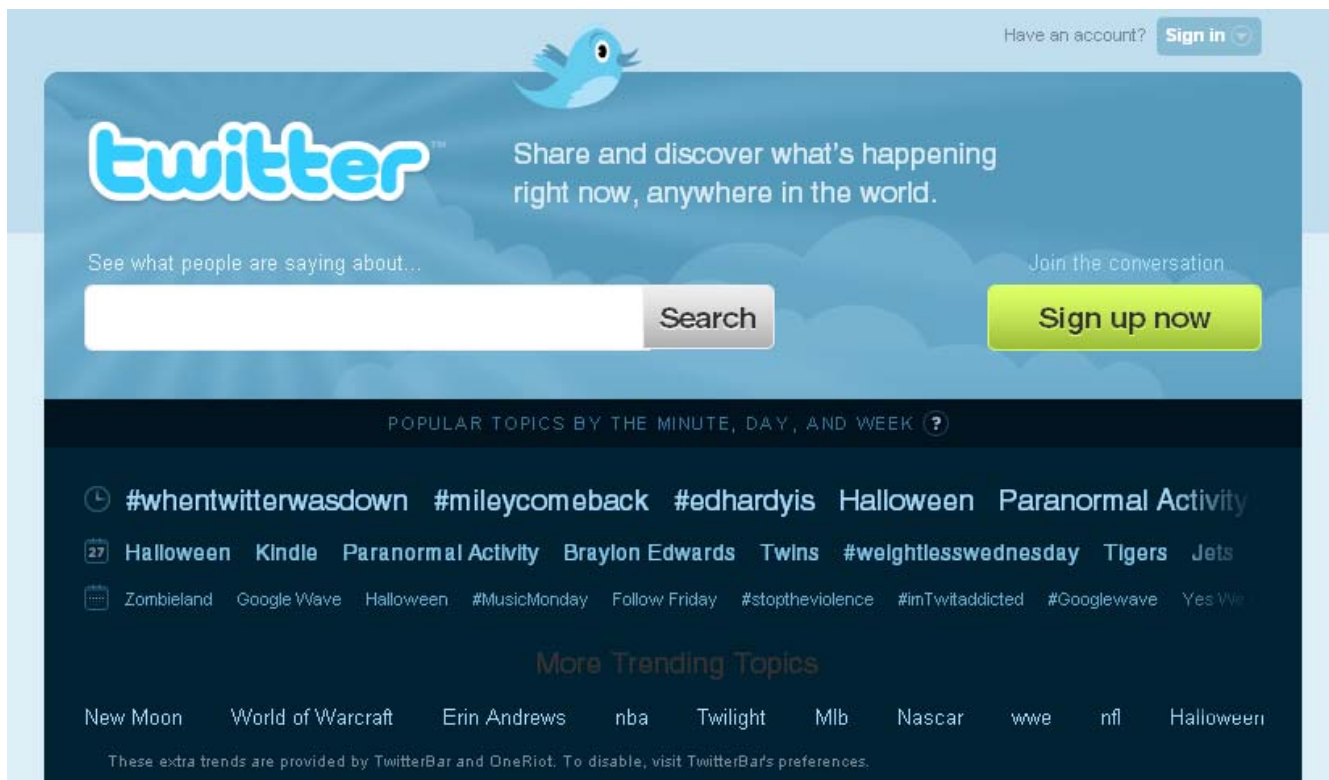 Have an account? Sign in
twitter™
Share and discover what's happening
right now, anywhere in the world.
See what people are saying about...
Join the conversation
Search
Sign up now
POPULAR TOPICS BY THE MINUTE, DAY, AND WEEK ?
#whentwitterwasdown #mileycomeback #edhardyis Halloween Paranormal Activity
27 Halloween Kindle Paranormal Activity Braylon Edwards Twins #weightlesswednesday Tigers Jets
Zombieland Google Wave Halloween #MusicMonday Follow Friday #stoptheviolence #imTwitaddicted #Googlewave Yes We
More Trending Topics
New Moon World of Warcraft Erin Andrews nba Twilight Mlb Nascar wwe nfl Halloween
These extra trends are provided by TwitterBar and OneRiot. To disable, visit TwitterBar's preferences.